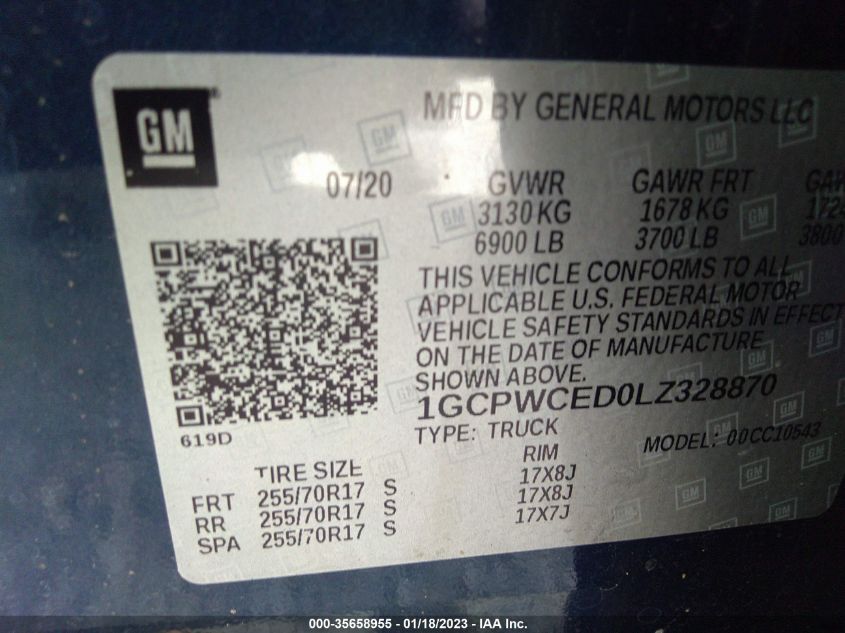 GM
MFD BY GENERAL MOTORS LLC
07/20 GVWR GAWR FRT
3130 KG 1678 KG
6900 LB 3700 LB 3800
THIS VEHICLE CONFORMS TO ALL
APPLICABLE U.S. FEDERAL MOTOR
VEHICLE SAFETY STANDARDS IN EFFECT
ON THE DATE OF MANUFACTURE
SHOWN ABOVE.
1GCPWCED0LZ328870
619D
TYPE: TRUCK MODEL: 00CC10543
TIRE SIZE RIM
FRT 255/70R17 S 17X8J
RR 255/70R17 S 17X8J
SPA 255/70R17 S 17X7J
000-35658955 - 01/18/2023 - IAA Inc.